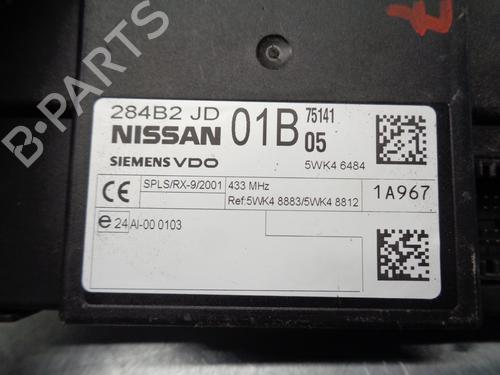 284B2 JD 01B 75141
NISSAN 05
SIEMENS VDO 5WK4 6484
CE SPLS/RX-9/2001 433 MHz 1A967
Ref:5WK4 8883/5WK4 8812
e 24 AI-00 0103
B-PARTS